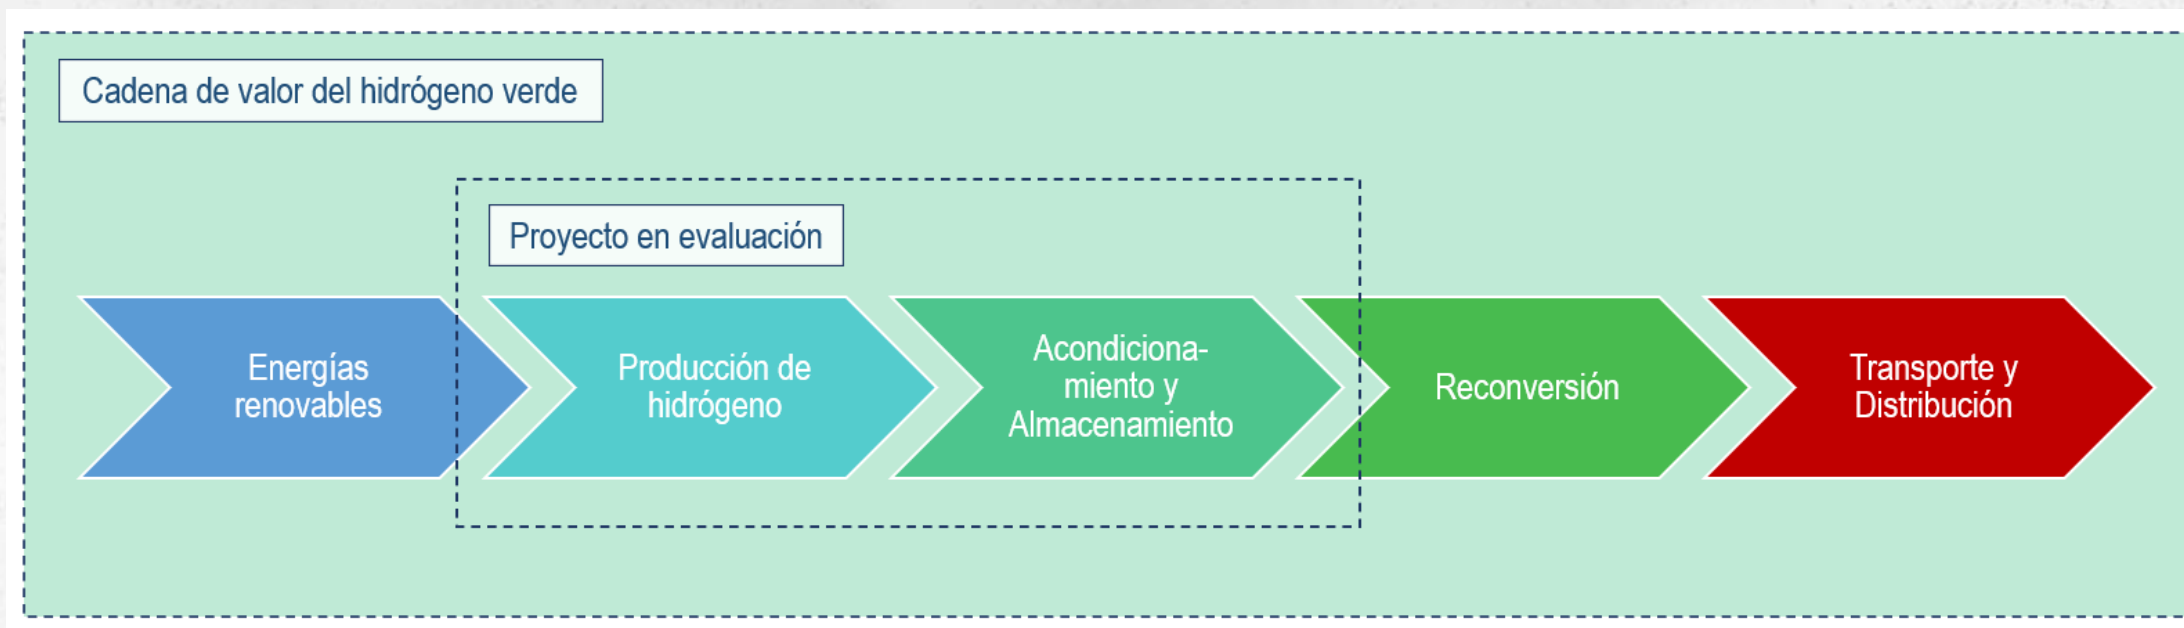 Cadena de valor del hidrógeno verde
Proyecto en evaluación
Energías
renovables
Producción de
hidrógeno
Acondiciona-
miento y
Almacenamiento
Reconversión
Transporte y
Distribución